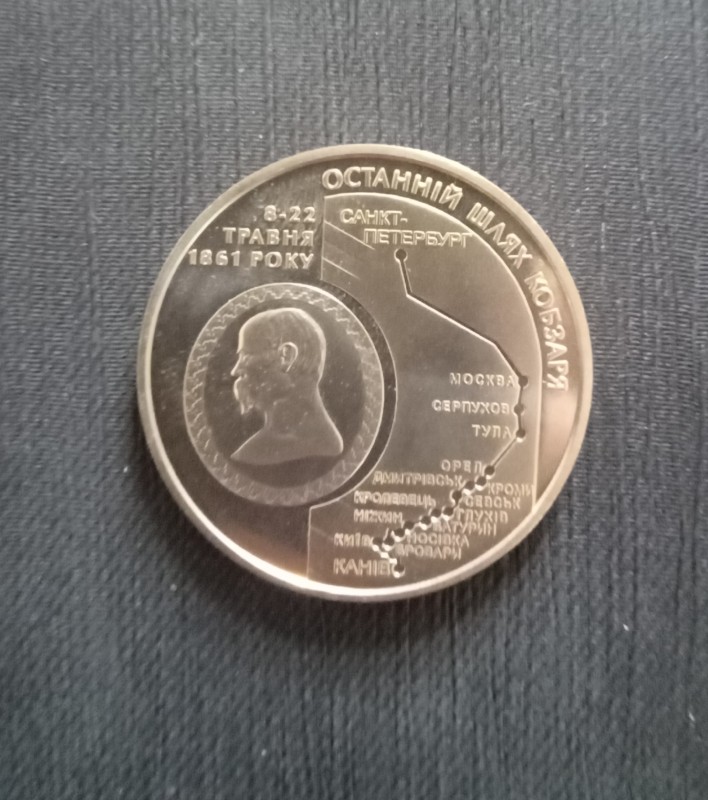 ОСТАННІЙ ШЛЯХ КОБЗАРЯ
8-22
ТРАВНЯ
1861 РОКУ
САНКТ-
ПЕТЕРБУРГ
МОСКВА
СЕРПУХОВ
ТУЛА
ОРЕЛ
КРОМИ
ДМИТРІВСЬК
СЕВСЬК
ГЛУХІВ
КРОЛЕВЕЦЬ
БАТУРИН
НІЖИН
НОСІВКА
БРОВАРИ
КИЇВ
КАНІВ